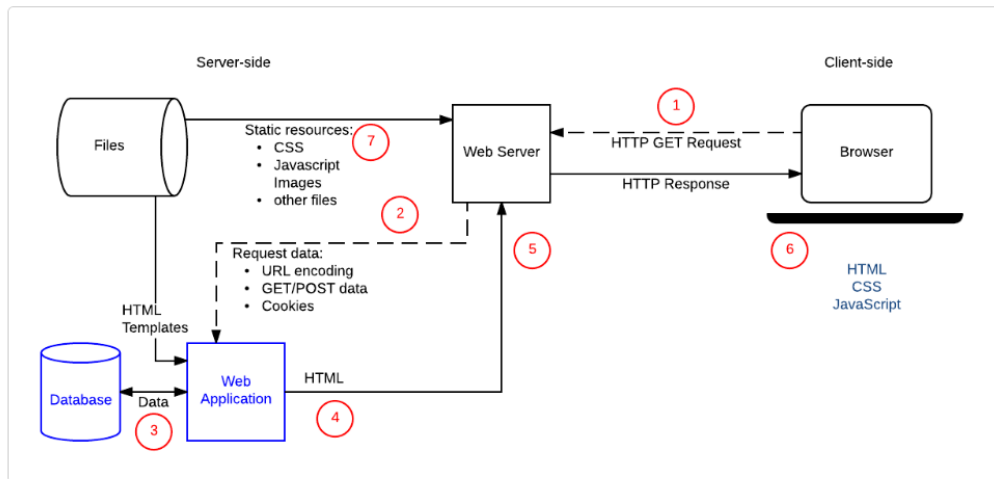 Server-side
Client-side
Files
Static resources:
• CSS
• Javascript
Images
• other files
7
Web Server
1
HTTP GET Request
HTTP Response
Browser
2
Request data:
• URL encoding
• GET/POST data
• Cookies
5
6
HTML
CSS
JavaScript
HTML
Templates
Database
Data
3
Web
Application
HTML
4